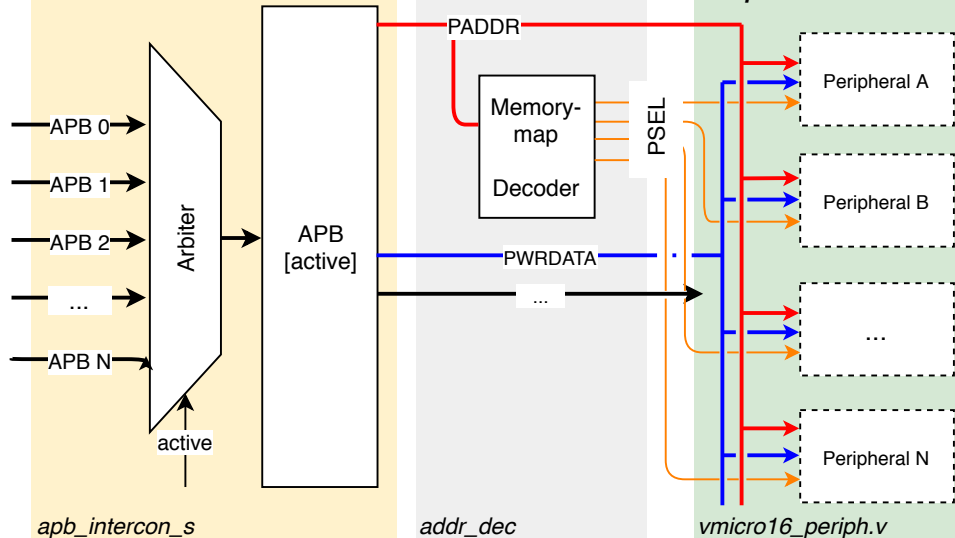 APB 0
APB 1
APB 2
...
APB N
Arbiter
active
APB
[active]
PADDR
Memory-
map
Decoder
PSEL
PWRDATA
...
Peripheral A
Peripheral B
...
Peripheral N
apb_intercon_s
addr_dec
vmicro16_periph.v